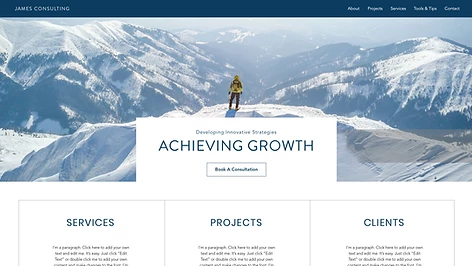 JAMES CONSULTING
About Projects Services Tools & Tips Contact
Developing Innovative Strategies
ACHIEVING GROWTH
Book A Consultation
SERVICES PROJECTS CLIENTS
I'm a paragraph. Click here to add your own I'm a paragraph. Click here to add your own I'm a paragraph. Click here to add your own
text and edit me. It's easy. Just click "Edit text and edit me. It's easy. Just click "Edit text and edit me. It's easy. Just click "Edit
Text" or double click me to add your own Text" or double click me to add your own Text" or double click me to add your own
content and make changes to the font. I'm content and make changes to the font. I'm content and make changes to the font. I'm